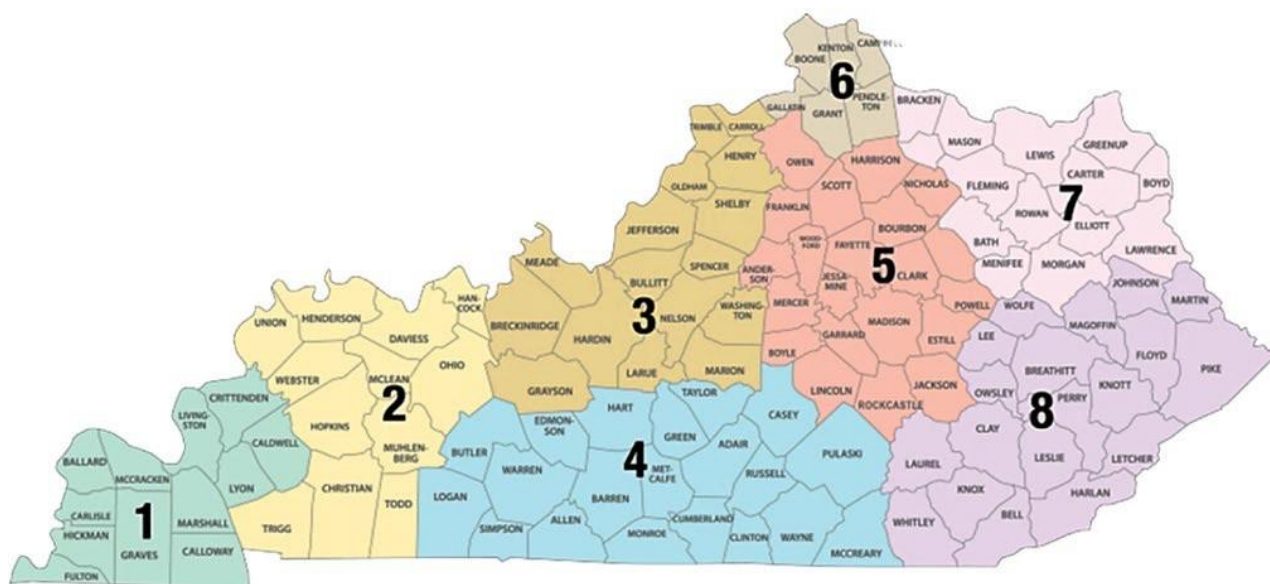 KENTON
CAMPBELL
BOONE
6
PENDLE-
TON
GALLATIN
GRANT
BRACKEN
TRIMBLE
CARROLL
MASON
GREENUP
HENRY
OWEN
HARRISON
LEWIS
CARTER
OLDHAM
SCOTT
NICHOLAS
FLEMING
BOYD
SHELBY
FRANKLIN
7
ROWAN
ELLIOTT
JEFFERSON
WOOD-
FORD
FAYETTE
BOURBON
BATH
LAWRENCE
MEADE
SPENCER
ANDER-
SON
JESSA-
MINE
5
CLARK
MENIFEE
MORGAN
BULLITT
JOHNSON
HAN-
COCK
WASHING-
TON
MERCER
POWELL
WOLFE
MARTIN
UNION
HENDERSON
BRECKINRIDGE
3
NELSON
MADISON
MAGOFFIN
DAVIESS
HARDIN
GARRARD
ESTILL
LEE
BOYLE
FLOYD
OHIO
LARUE
MARION
BREATHITT
PIKE
WEBSTER
MCLEAN
GRAYSON
TAYLOR
LINCOLN
JACKSON
OWSLEY
KNOTT
CRITTENDEN
2
HART
CASEY
ROCKCASTLE
8
PERRY
LIVING-
STON
HOPKINS
EDMON-
SON
GREEN
ADAIR
CLAY
CALDWELL
MUHLEN-
BERG
BUTLER
4
PULASKI
LESLIE
LETCHER
BALLARD
WARREN
MET-
CALFE
RUSSELL
LAUREL
MCCRACKEN
LYON
CHRISTIAN
TODD
LOGAN
BARREN
KNOX
HARLAN
CARLISLE
1
MARSHALL
TRIGG
SIMPSON
ALLEN
CUMBERLAND
WHITLEY
BELL
HICKMAN
GRAVES
CALLOWAY
MONROE
CLINTON
WAYNE
MCCREARY
FULTON